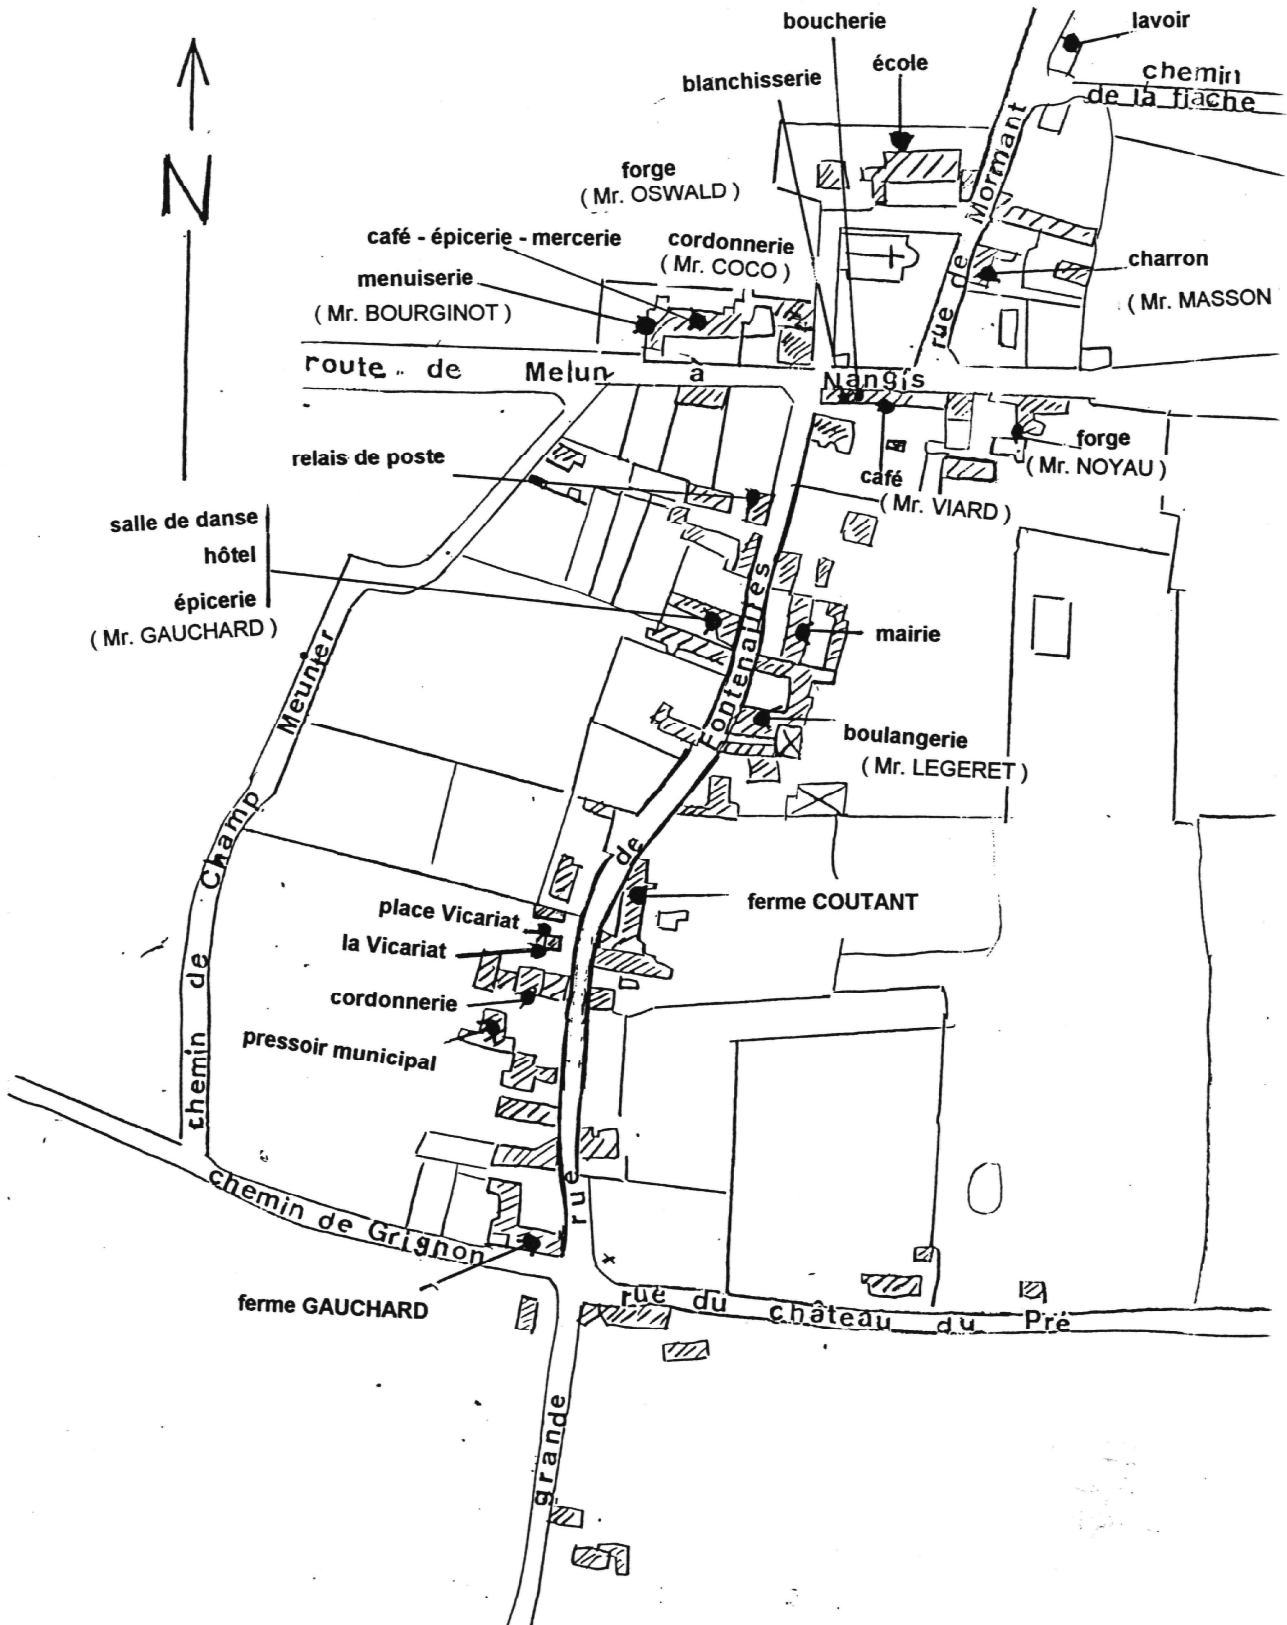 boucherie
lavoir
blanchisserie
école
chemin
de la flache
N
forge
( Mr. OSWALD )
rue de Mormant
café - épicerie - mercerie
cordonnerie
( Mr. COCO )
menuiserie
( Mr. BOURGINOT )
charron
( Mr. MASSON
route de Melun à Nangis
relais de poste
café
( Mr. VIARD )
forge
( Mr. NOYAU )
salle de danse
hôtel
épicerie
( Mr. GAUCHARD )
mairie
boulangerie
( Mr. LEGERET )
chemin de Champ Meunier
grande rue de Fontenailles
ferme COUTANT
place Vicariat
la Vicariat
cordonnerie
pressoir municipal
chemin de Grignon
ferme GAUCHARD
rue du château du Pré